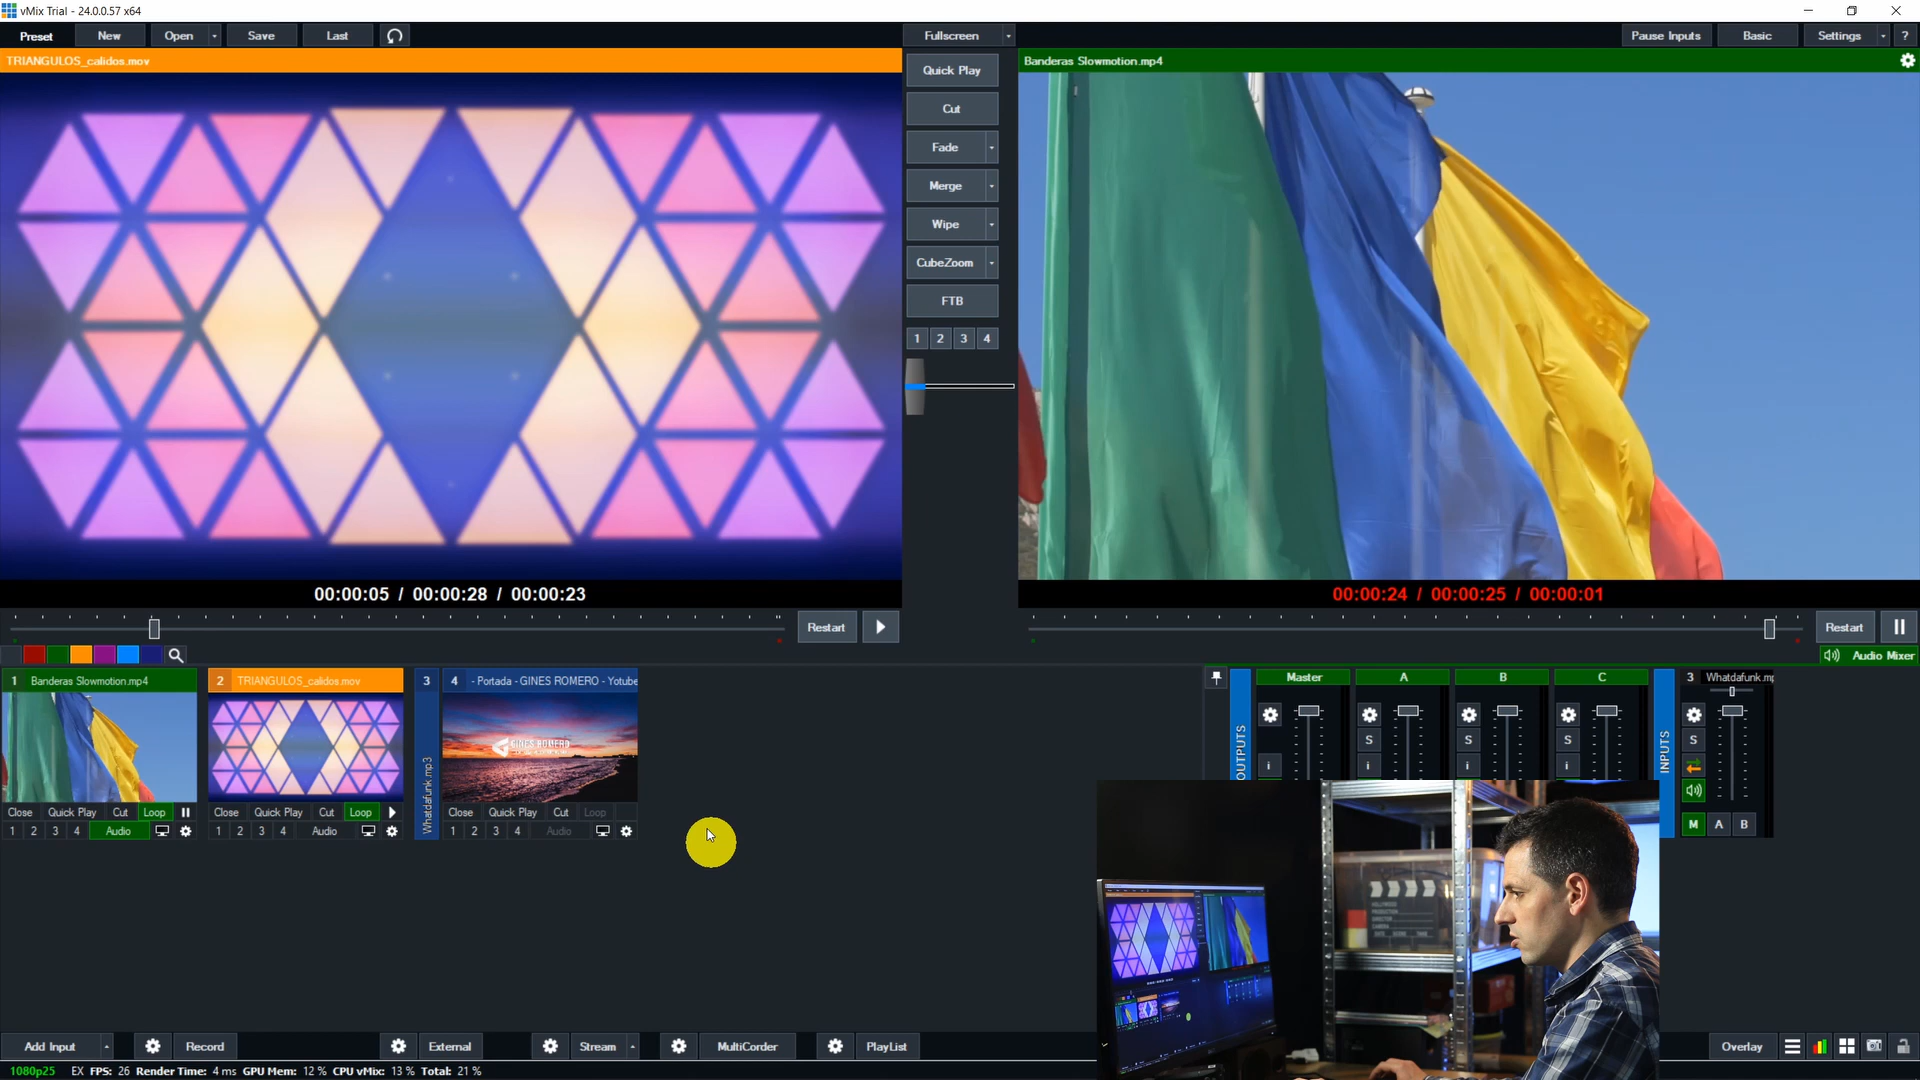 vMix Trial - 24.0.0.57 x64
Preset New Open Save Last
Fullscreen
Pause Inputs Basic Settings ?
TRIANGULOS_calidos.mov
Banderas Slowmotion.mp4
Quick Play
Cut
Fade
Merge
Wipe
CubeZoom
FTB
1 2 3 4
00:00:05 / 00:00:28 / 00:00:23
00:00:24 / 00:00:25 / 00:00:01
Restart
Restart
Audio Mixer
1 Banderas Slowmotion.mp4
2 TRIANGULOS_calidos.mov
3
Whatdafunk.mp3
4 - Portada - GINES ROMERO - Yotube
GINES ROMERO
Close Quick Play Cut Loop
1 2 3 4 Audio
Close Quick Play Cut Loop
1 2 3 4 Audio
Close Quick Play Cut Loop
1 2 3 4 Audio
OUTPUTS
Master A B C
S S S
i i i i
INPUTS
3 Whatdafunk.mp
S
M A B
Add Input Record External Stream MultiCorder PlayList
Overlay
1080p25 EX FPS: 26 Render Time: 4 ms GPU Mem: 12 % CPU vMix: 13 % Total: 21 %